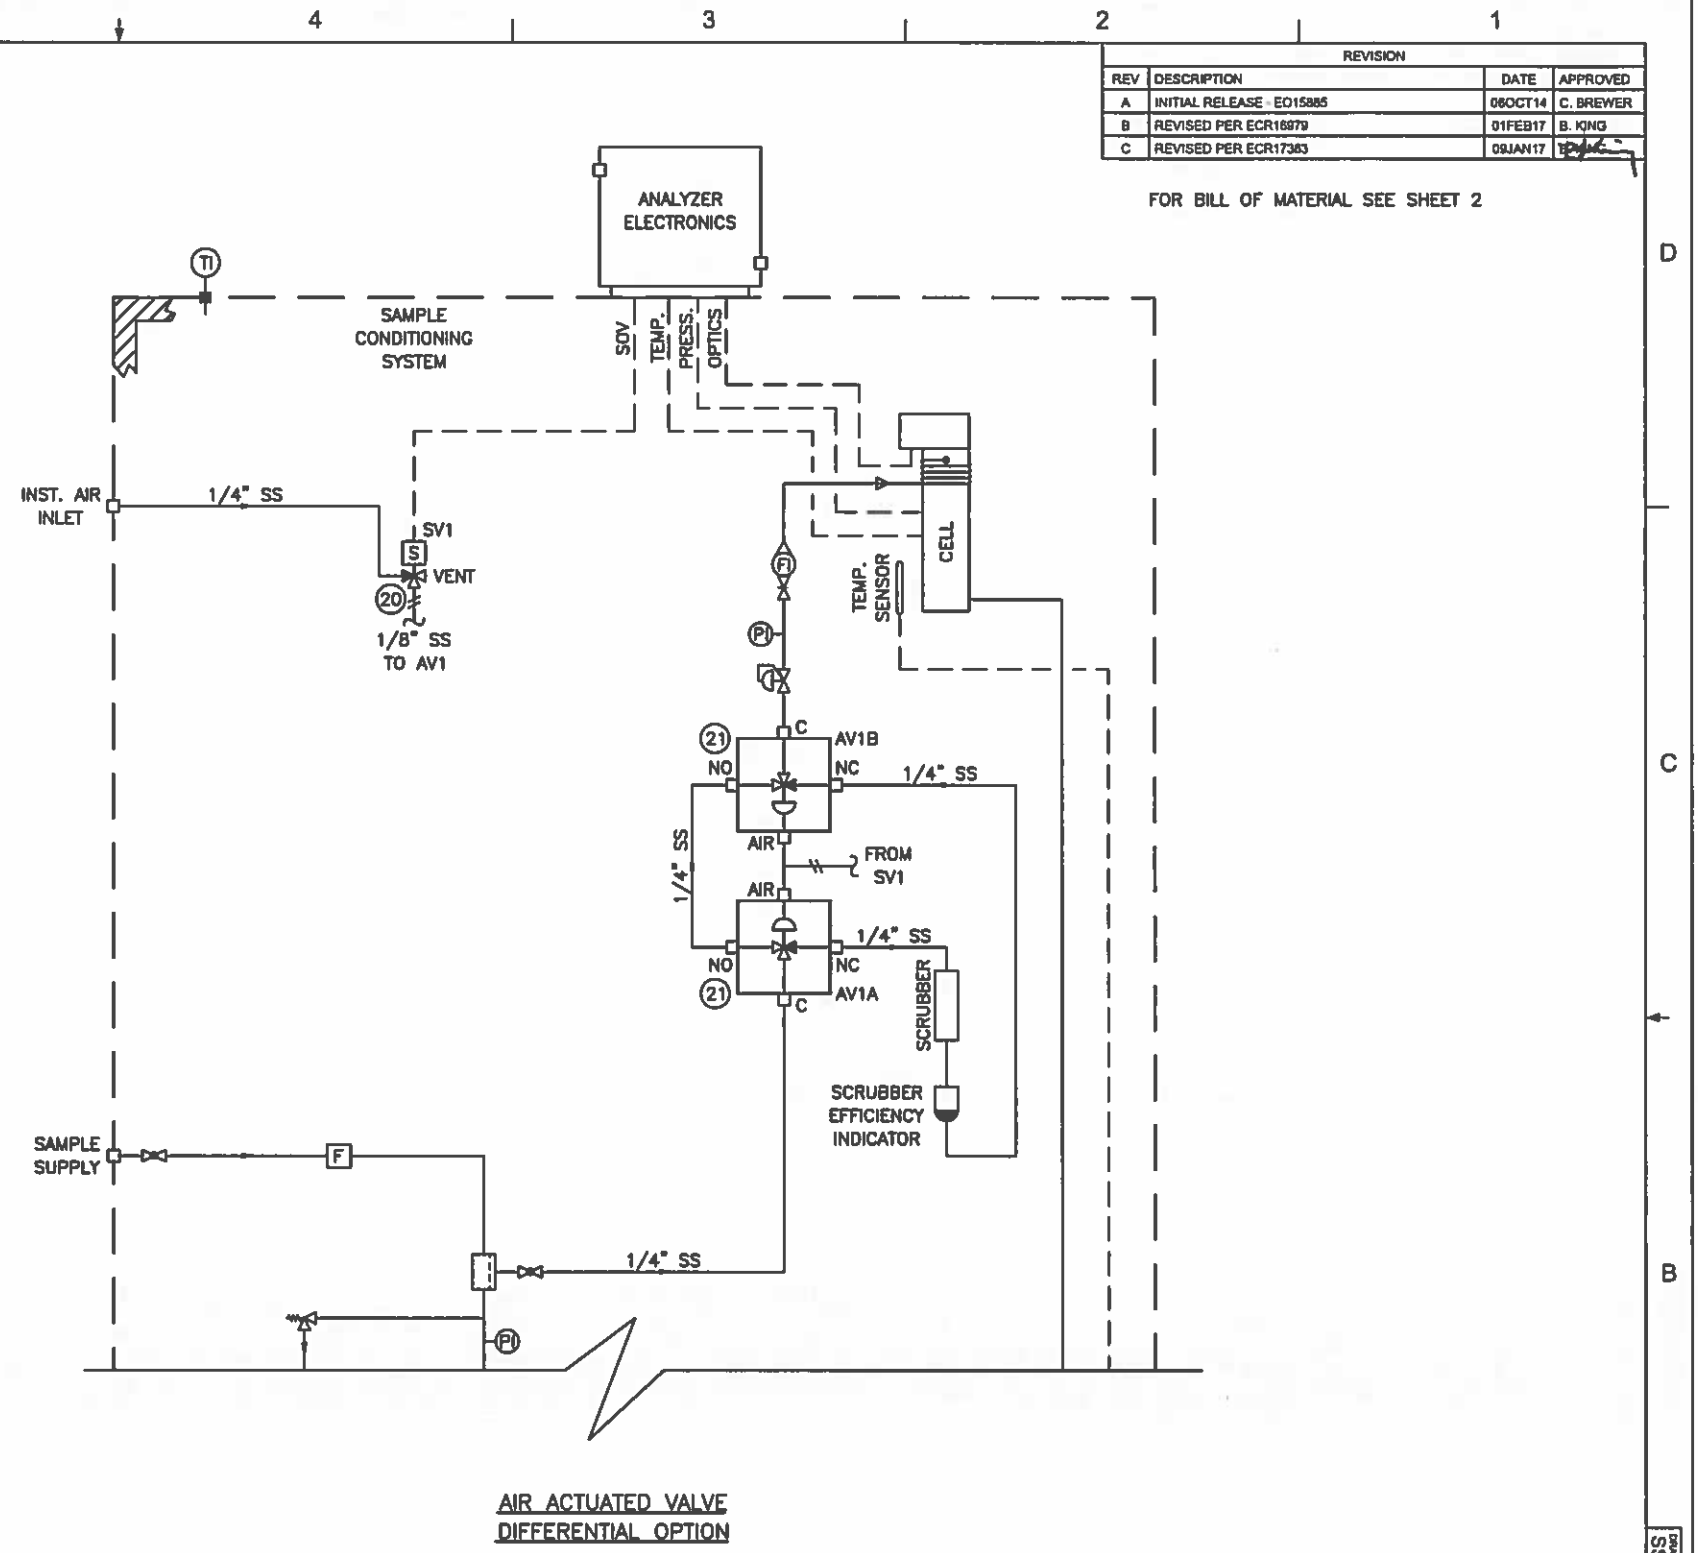 4 3 2 1
REVISION
REV DESCRIPTION DATE APPROVED
A INITIAL RELEASE - EO15885 06OCT14 C. BREWER
B REVISED PER ECR16979 01FEB17 B. KING
C REVISED PER ECR17383 09JAN17
FOR BILL OF MATERIAL SEE SHEET 2
D
ANALYZER
ELECTRONICS
TI
SAMPLE
CONDITIONING
SYSTEM
SOV
TEMP.
PRESS.
OPTICS
INST. AIR
INLET
1/4" SS
SV1
S
VENT
20
1/8" SS
TO AV1
CELL
FI
TEMP.
SENSOR
PI
C
21
AV1B
NO
NC
1/4" SS
C
AIR
1/4" SS
FROM
SV1
AIR
1/4" SS
NO
NC
21
AV1A
C
SCRUBBER
SCRUBBER
EFFICIENCY
INDICATOR
SAMPLE
SUPPLY
F
1/4" SS
B
PI
AIR ACTUATED VALVE
DIFFERENTIAL OPTION